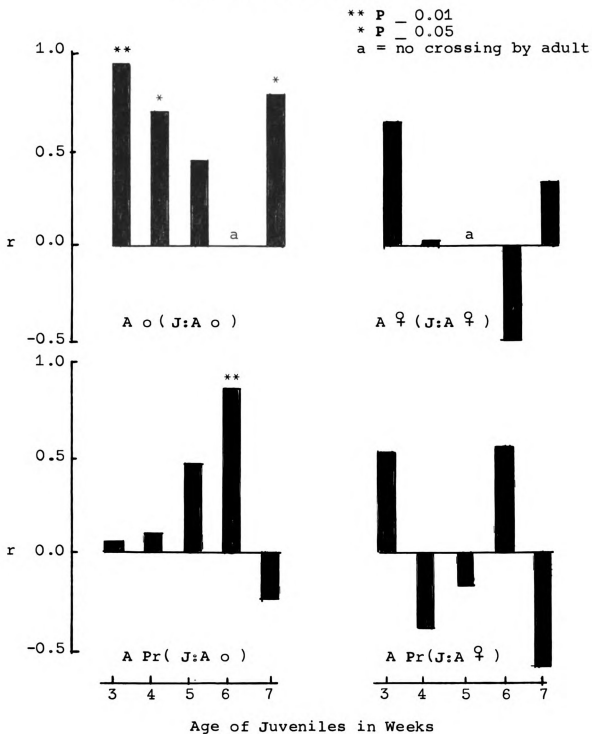 ** P _ 0.01
* P _ 0.05
a = no crossing by adult
1.0
0.5
r 0.0
-0.5
**
*
a
*
A o ( J:A o )
a
A ♀ (J:A ♀ )
1.0
0.5
r 0.0
-0.5
**
A Pr( J:A o )
A Pr(J:A ♀ )
3 4 5 6 7
3 4 5 6 7
Age of Juveniles in Weeks